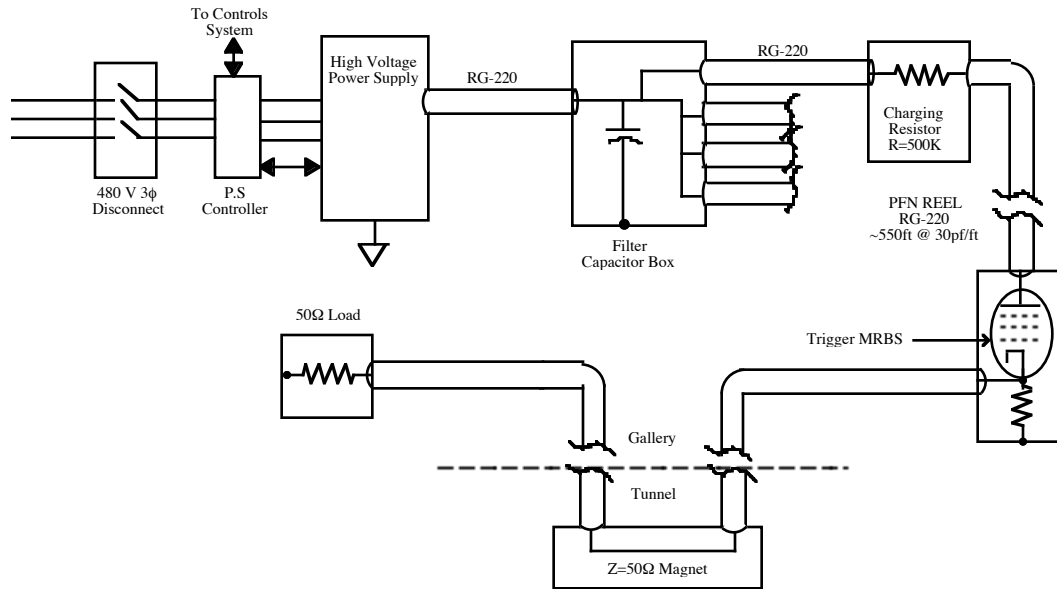 To Controls
System
High Voltage
Power Supply
RG-220
RG-220
Charging
Resistor
R=500K
480 V 3ϕ
Disconnect
P.S
Controller
Filter
Capacitor Box
PFN REEL
RG-220
~550ft @ 30pf/ft
50Ω Load
Trigger MRBS
Gallery
Tunnel
Z=50Ω Magnet